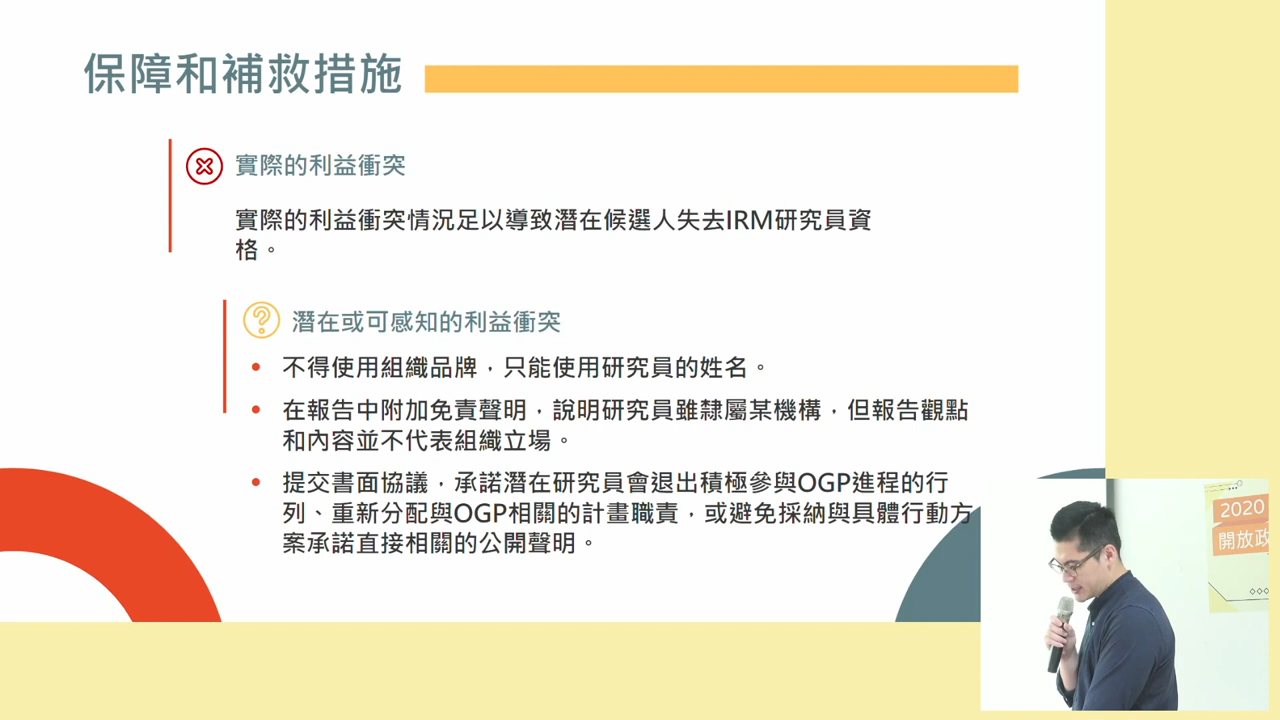 保障和補救措施
實際的利益衝突
實際的利益衝突情況足以導致潛在候選人失去IRM研究員資
格。
潛在或可感知的利益衝突
不得使用組織品牌，只能使用研究員的姓名。
在報告中附加免責聲明，說明研究員雖隸屬某機構，但報告觀點
和內容並不代表組織立場。
提交書面協議，承諾潛在研究員會退出積極參與OGP進程的行
列、重新分配與OGP相關的計畫職責，或避免採納與具體行動方
案承諾直接相關的公開聲明。
2020
開放政